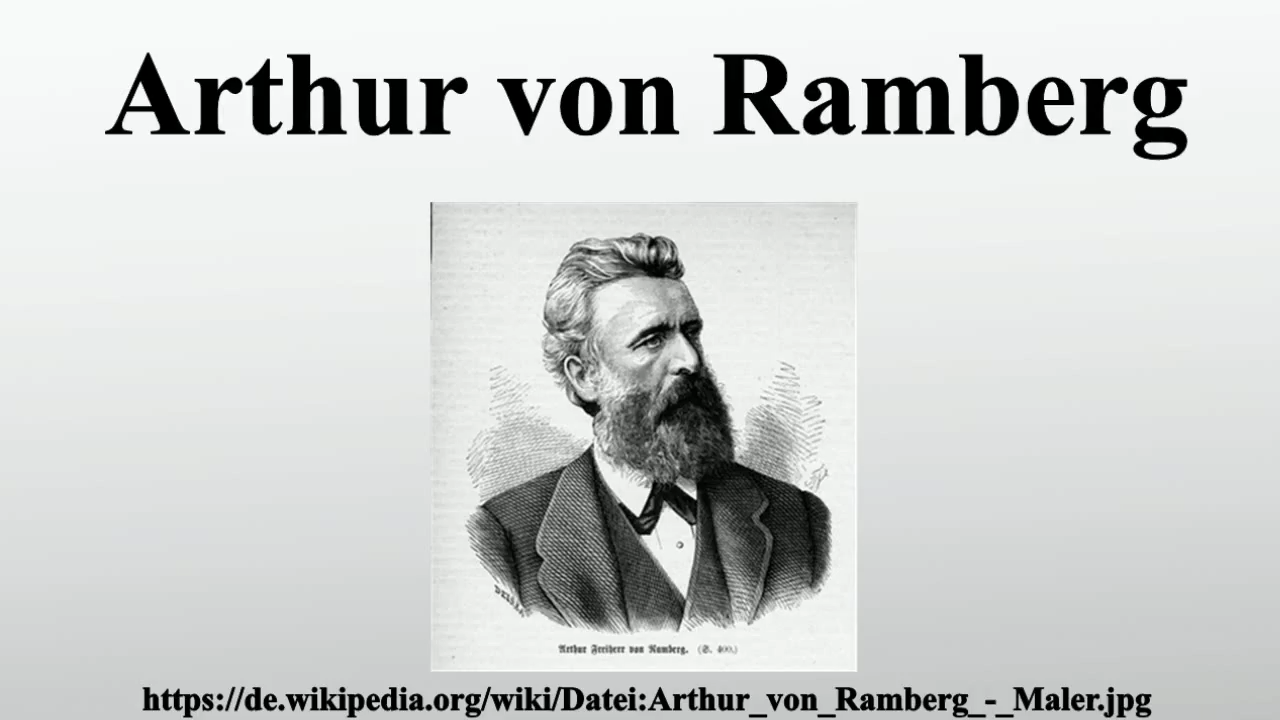 Arthur von Ramberg
Arthur Freiherr von Ramberg. (S. 400.)
https://de.wikipedia.org/wiki/Datei:Arthur_von_Ramberg_-_Maler.jpg